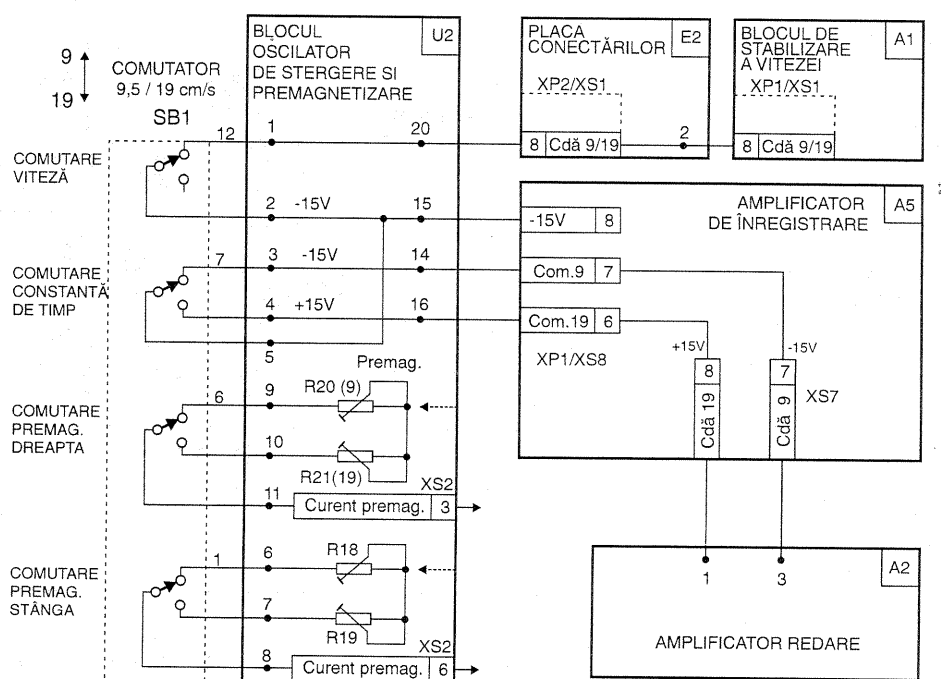 9
19
COMUTATOR
9,5 / 19 cm/s
SB1
BLOCUL
OSCILATOR
DE STERGERE SI
PREMAGNETIZARE
U2
PLACA
CONECTĂRILOR
E2
XP2/XS1
8 Cdă 9/19
2
BLOCUL DE
STABILIZARE
A VITEZEI
A1
XP1/XS1
8 Cdă 9/19
COMUTARE
VITEZĂ
12
1
20
2 -15V 15
COMUTARE
CONSTANTĂ
DE TIMP
7
3 -15V 14
4 +15V 16
5
AMPLIFICATOR
DE ÎNREGISTRARE
A5
-15V 8
Com.9 7
Com.19 6
XP1/XS8
+15V
-15V
8
Cdă 19
7
Cdă 9
XS7
COMUTARE
PREMAG.
DREAPTA
6
9
Premag.
R20 (9)
10
R21(19)
11
XS2
Curent premag. 3
COMUTARE
PREMAG.
STÂNGA
1
6
R18
7
R19
8
XS2
Curent premag. 6
1
3
A2
AMPLIFICATOR REDARE